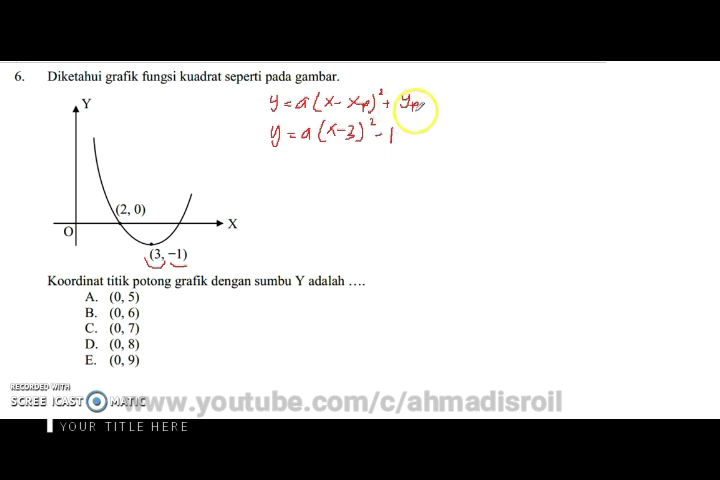 6. Diketahui grafik fungsi kuadrat seperti pada gambar.
Y
y = a(x - xp)² + yp
y = a(x-3)² - 1
(2, 0)
X
O
(3, −1)
Koordinat titik potong grafik dengan sumbu Y adalah ….
A. (0, 5)
B. (0, 6)
C. (0, 7)
D. (0, 8)
E. (0, 9)
RECORDED WITH
SCREENCAST MATIC
www.youtube.com/c/ahmadisroil
YOUR TITLE HERE